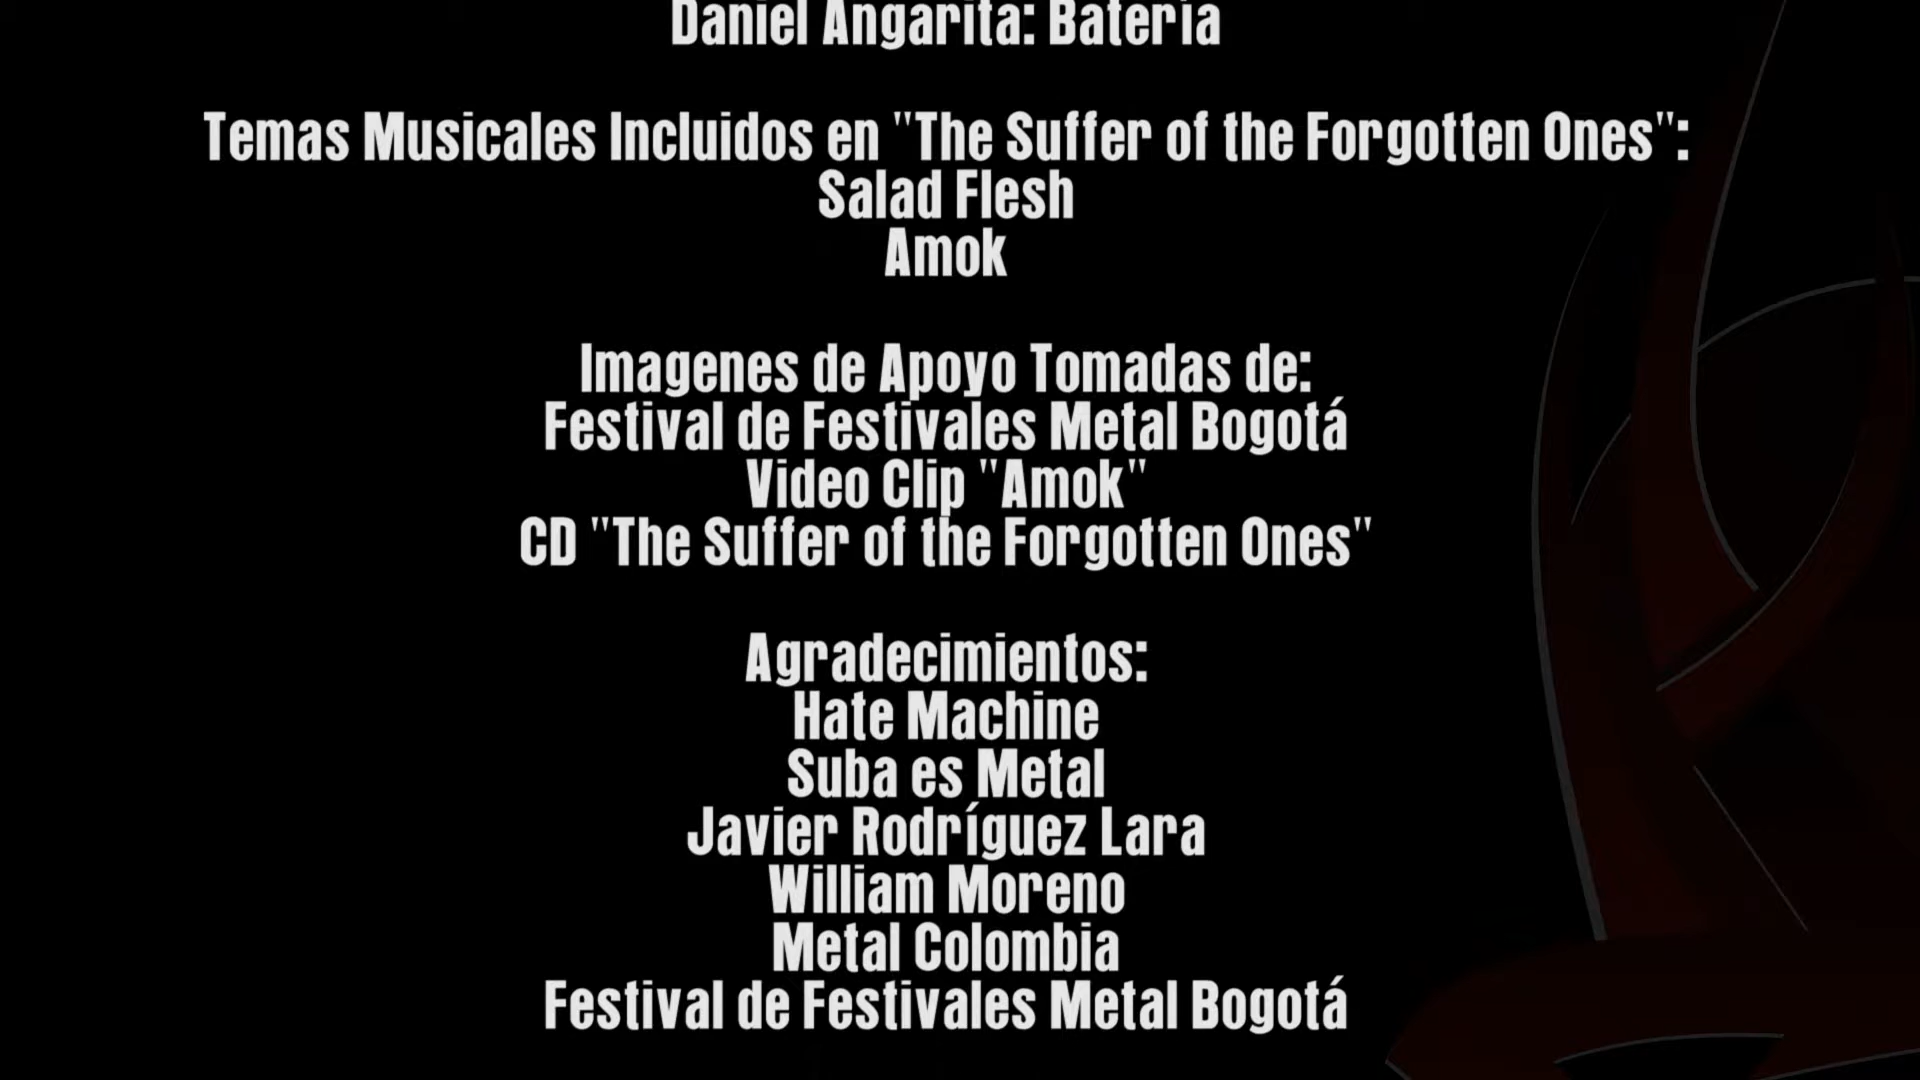 Daniel Angarita: Batería
Temas Musicales Incluidos en "The Suffer of the Forgotten Ones":
Salad Flesh
Amok
Imagenes de Apoyo Tomadas de:
Festival de Festivales Metal Bogotá
Video Clip "Amok"
CD "The Suffer of the Forgotten Ones"
Agradecimientos:
Hate Machine
Suba es Metal
Javier Rodríguez Lara
William Moreno
Metal Colombia
Festival de Festivales Metal Bogotá